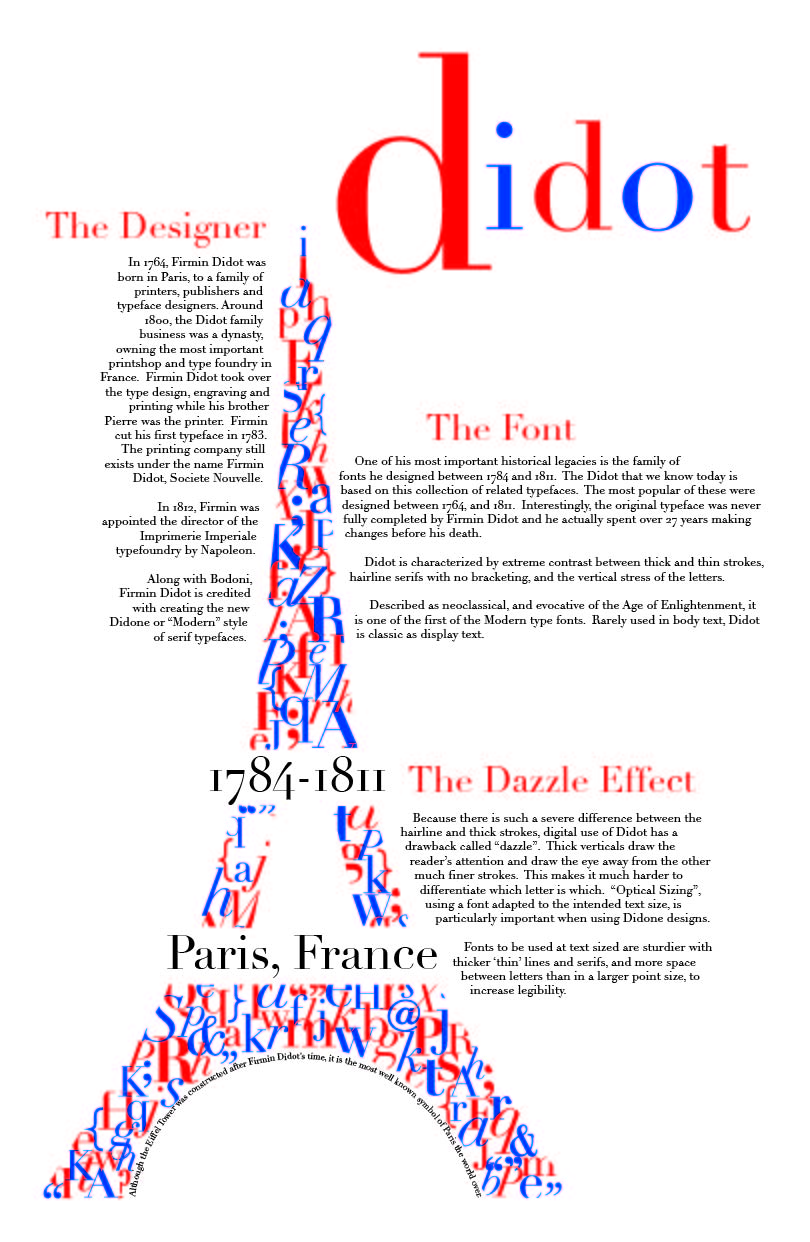 didot
The Designer
In 1764, Firmin Didot was
born in Paris, to a family of
printers, publishers and
typeface designers. Around
1800, the Didot family
business was a dynasty,
owning the most important
printshop and type foundry in
France. Firmin Didot took over
the type design, engraving and
printing while his brother
Pierre was the printer. Firmin
cut his first typeface in 1783.
The printing company still
exists under the name Firmin
Didot, Societe Nouvelle.
In 1812, Firmin was
appointed the director of the
Imprimerie Imperiale
typefoundry by Napoleon.
Along with Bodoni,
Firmin Didot is credited
with creating the new
Didone or “Modern” style
of serif typefaces.
The Font
One of his most important historical legacies is the family of
fonts he designed between 1784 and 1811. The Didot that we know today is
based on this collection of related typefaces. The most popular of these were
designed between 1764, and 1811. Interestingly, the original typeface was never
fully completed by Firmin Didot and he actually spent over 27 years making
changes before his death.
Didot is characterized by extreme contrast between thick and thin strokes,
hairline serifs with no bracketing, and the vertical stress of the letters.
Described as neoclassical, and evocative of the Age of Enlightenment, it
is one of the first of the Modern type fonts. Rarely used in body text, Didot
is classic as display text.
1784-1811
The Dazzle Effect
Because there is such a severe difference between the
hairline and thick strokes, digital use of Didot has a
drawback called “dazzle”. Thick verticals draw the
reader’s attention and draw the eye away from the other
much finer strokes. This makes it much harder to
differentiate which letter is which. “Optical Sizing”,
using a font adapted to the intended text size, is
particularly important when using Didone designs.
Fonts to be used at text sized are sturdier with
thicker ‘thin’ lines and serifs, and more space
between letters than in a larger point size, to
increase legibility.
Paris, France
Although the Eiffel Tower was constructed after Firmin Didot’s time, it is the most well known symbol of Paris the world over.